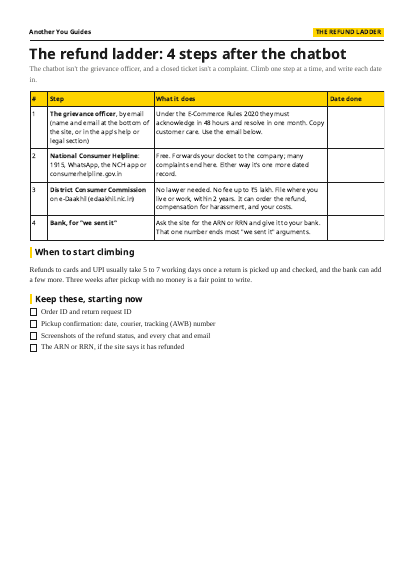 Another You Guides
THE REFUND LADDER
The refund ladder: 4 steps after the chatbot
The chatbot isn't the grievance officer, and a closed ticket isn't a complaint. Climb one step at a time, and write each date
in.
# Step What it does Date done
1 The grievance officer, by email
(name and email at the bottom of
the site, or in the app's help or
legal section)
Under the E-Commerce Rules 2020 they must
acknowledge in 48 hours and resolve in one month. Copy
customer care. Use the email below.
2 National Consumer Helpline:
1915, WhatsApp, the NCH app or
consumerhelpline.gov.in
Free. Forwards your docket to the company; many
complaints end here. Either way it's one more dated
record.
3 District Consumer Commission
on e-Daakhil (edaakhil.nic.in)
No lawyer needed. No fee up to ₹5 lakh. File where you
live or work, within 2 years. It can order the refund,
compensation for harassment, and your costs.
4 Bank, for "we sent it"
Ask the site for the ARN or RRN and give it to your bank.
That one number ends most "we sent it" arguments.
When to start climbing
Refunds to cards and UPI usually take 5 to 7 working days once a return is picked up and checked, and the bank can add
a few more. Three weeks after pickup with no money is a fair point to write.
Keep these, starting now
Order ID and return request ID
Pickup confirmation: date, courier, tracking (AWB) number
Screenshots of the refund status, and every chat and email
The ARN or RRN, if the site says it has refunded